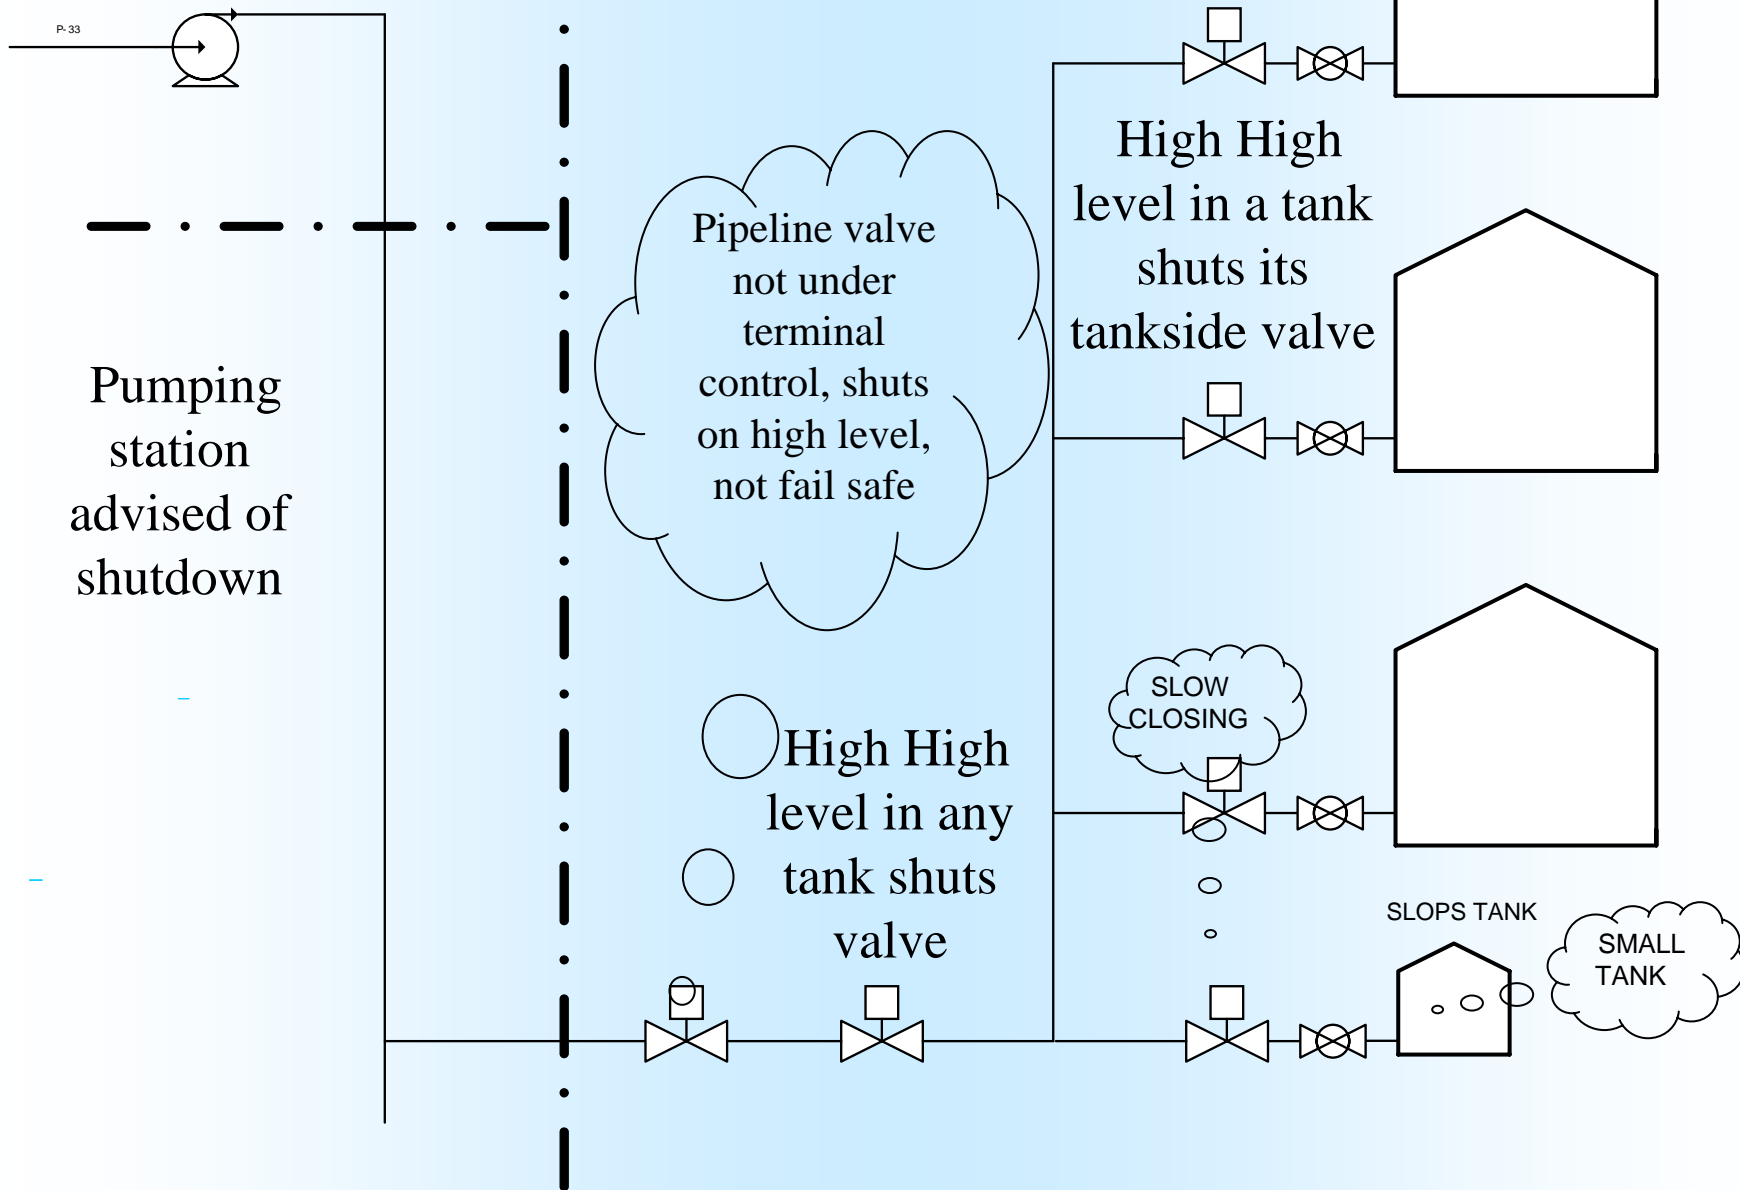 P-33
High High
level in a tank
shuts its
tankside valve
Pipeline valve
not under
terminal
control, shuts
on high level,
not fail safe
Pumping
station
advised of
shutdown
SLOW
CLOSING
High High
level in any
tank shuts
valve
SLOPS TANK
SMALL
TANK